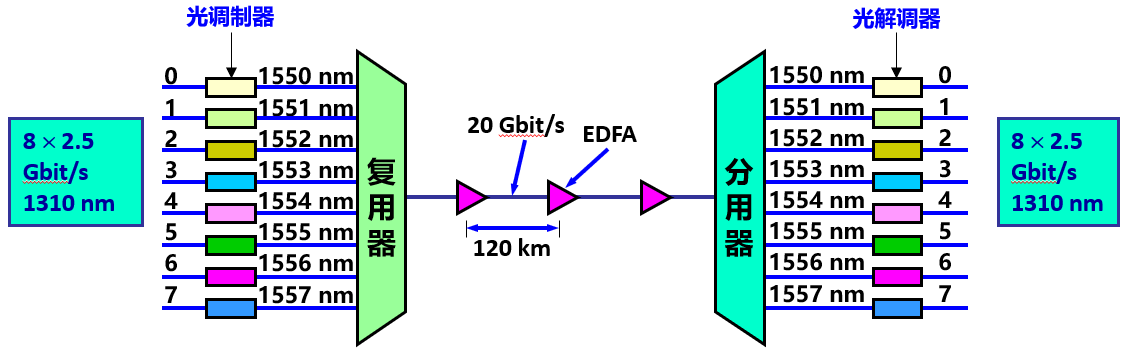 光调制器
光解调器
0
1550 nm
1
1551 nm
2
1552 nm
3
1553 nm
4
1554 nm
5
1555 nm
6
1556 nm
7
1557 nm
8 × 2.5
Gbit/s
1310 nm
复用器
20 Gbit/s
EDFA
120 km
分用器
1550 nm
0
1551 nm
1
1552 nm
2
1553 nm
3
1554 nm
4
1555 nm
5
1556 nm
6
1557 nm
7
8 × 2.5
Gbit/s
1310 nm